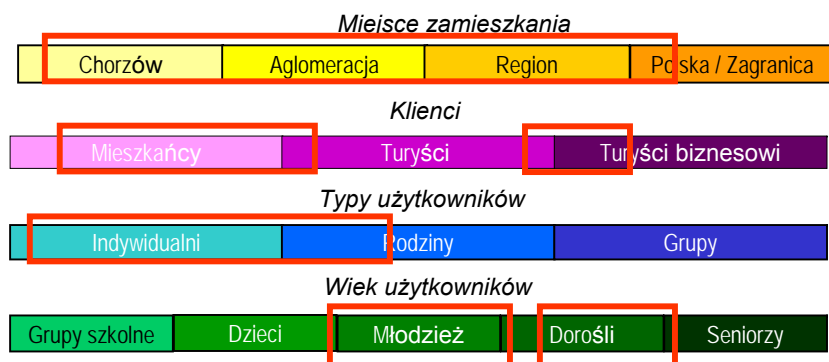 Miejsce zamieszkania
Chorzów Aglomeracja Region Polska / Zagranica
Klienci
Mieszkańcy Turyści Turyści biznesowi
Typy użytkowników
Indywidualni Rodziny Grupy
Wiek użytkowników
Grupy szkolne Dzieci Młodzież Dorośli Seniorzy